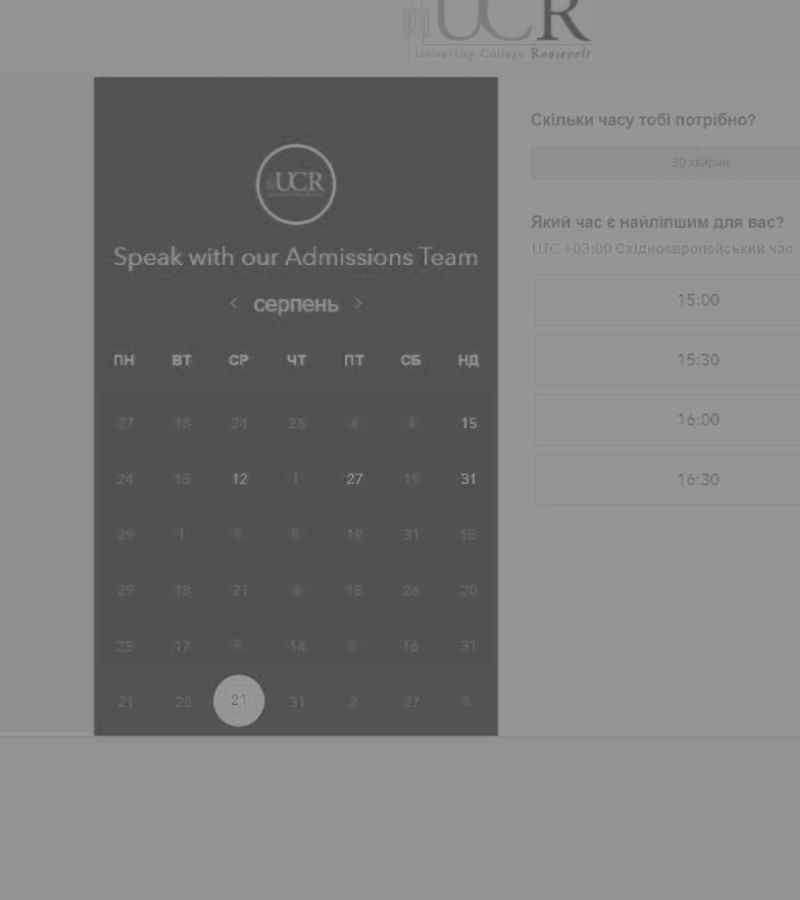 UCR
University College Roosevelt
Скільки часу тобі потрібно?
30 хвилин
UCR
Який час є найліпшим для вас?
UTC +03:00 Східноєвропейський час
Speak with our Admissions Team
< серпень >
ПН ВТ СР ЧТ ПТ СБ НД
27 18 24 26 4 4 15
24 15 12 1 27 19 31
29 1 5 5 19 31 15
29 18 21 4 18 26 20
25 17 5 14 5 16 31
21 20 21 31 2 27 5
15:00
15:30
16:00
16:30